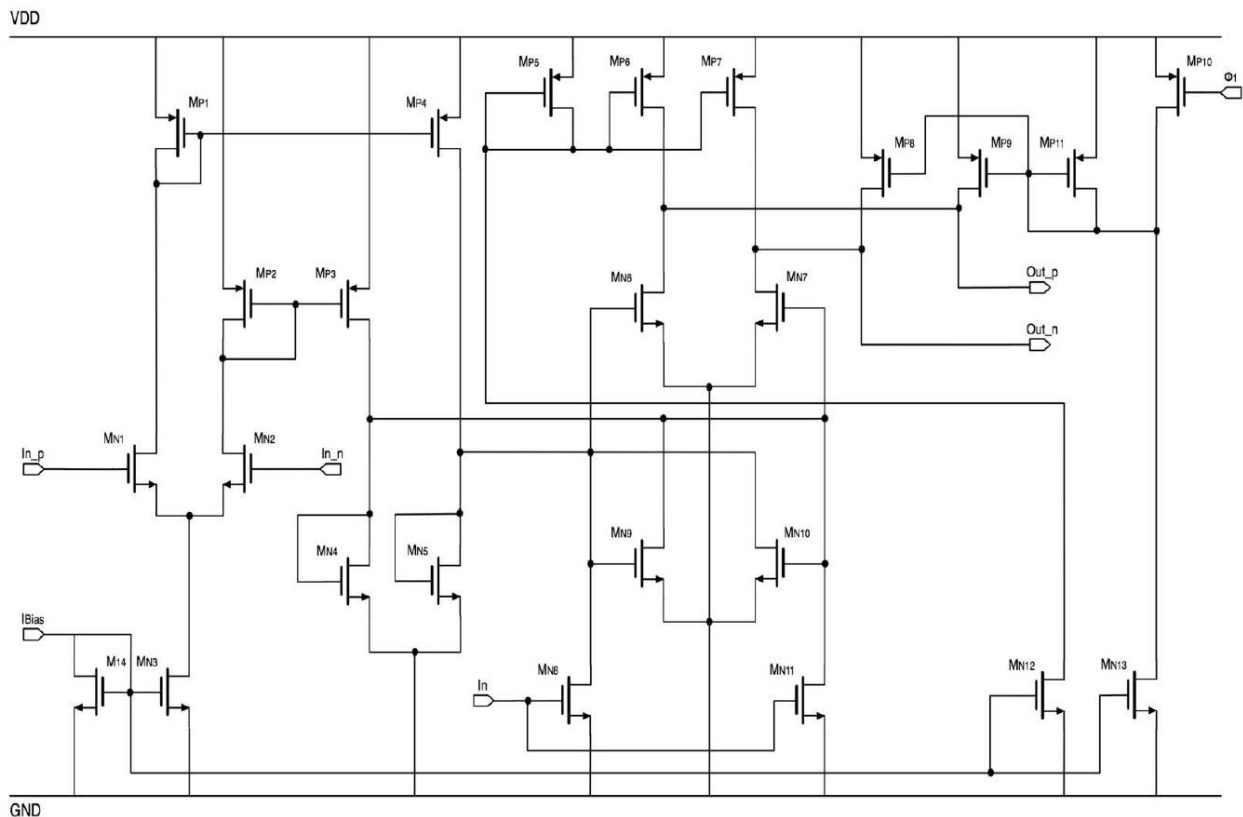 VDD
MP5
MP6
MP7
MP10
Φ1
MP1
MP4
MP8
MP9
MP11
MP2
MP3
MN6
MN7
Out_p
Out_n
MN1
MN2
In_p
In_n
MN9
MN10
MN4
MN5
IBias
M14
MN3
MN8
In
MN11
MN12
MN13
GND